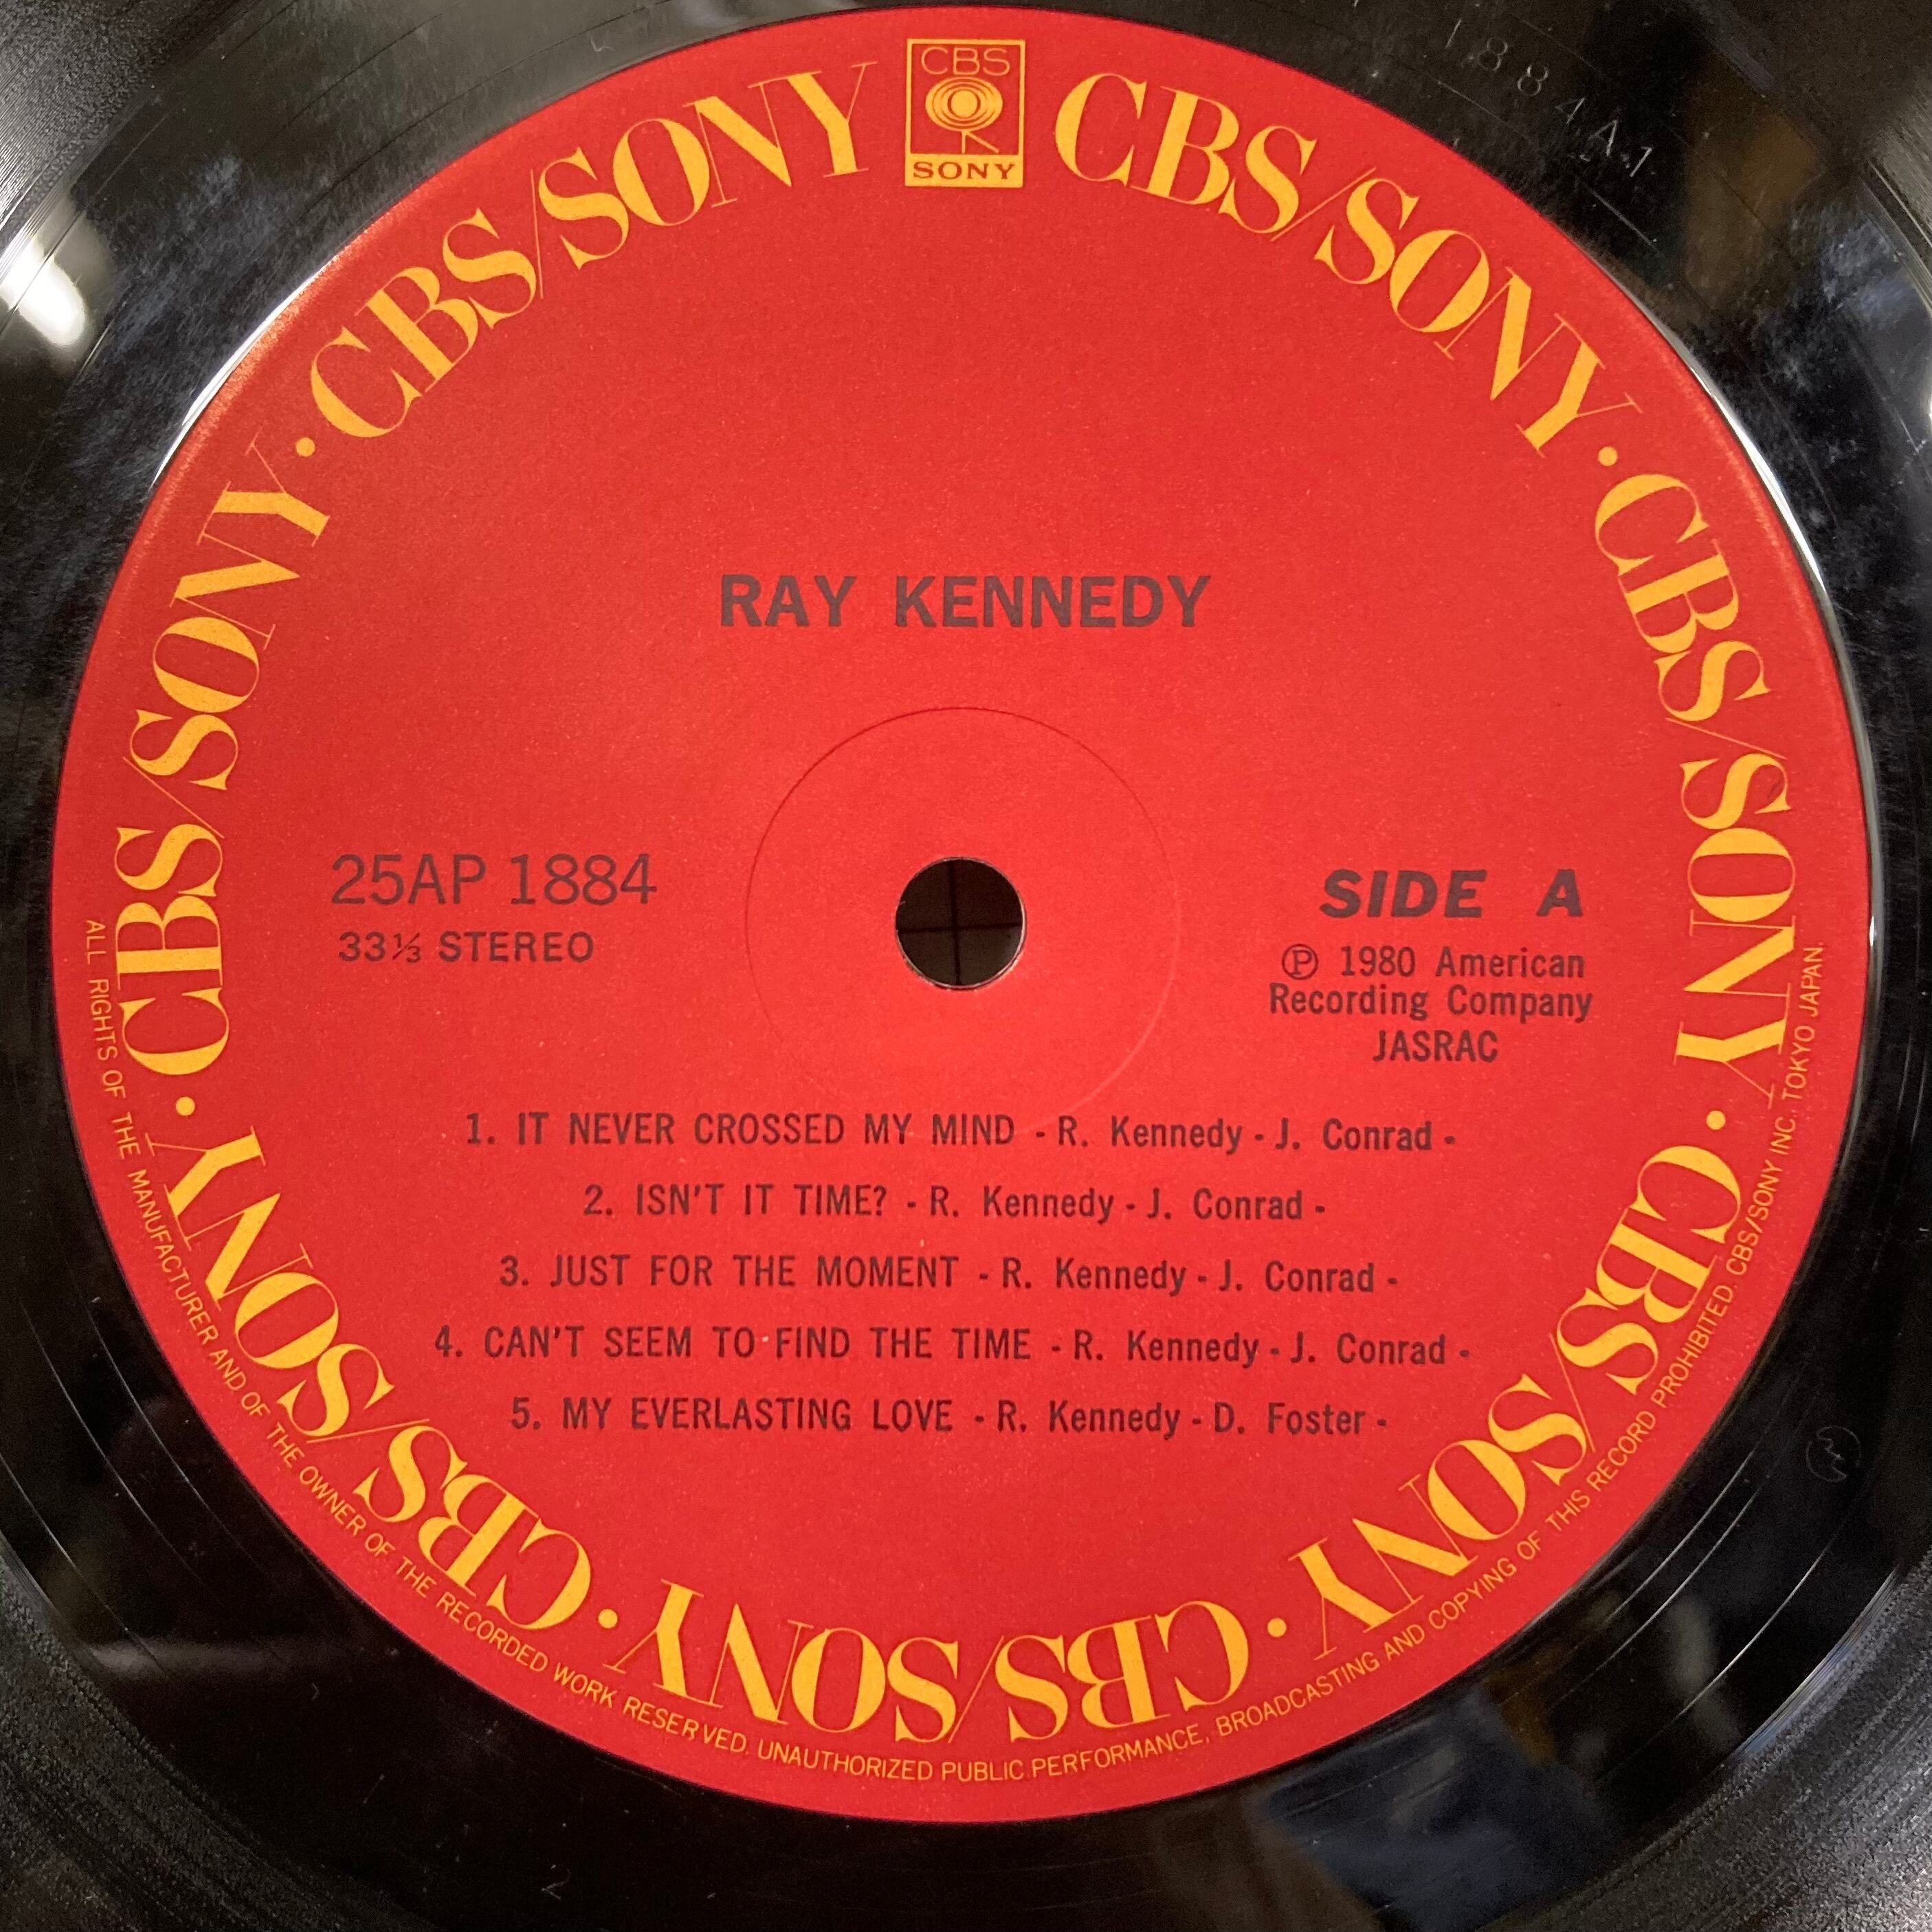 CBS
SONY
CBS/SONY · CBS/SONY · CBS/SONY · CBS/SONY · CBS/SONY · CBS/SONY · CBS/SONY
1884A1
RAY KENNEDY
25AP 1884
33⅓ STEREO
SIDE A
℗ 1980 American
Recording Company
JASRAC
1. IT NEVER CROSSED MY MIND - R. Kennedy - J. Conrad -
2. ISN'T IT TIME? - R. Kennedy - J. Conrad -
3. JUST FOR THE MOMENT - R. Kennedy - J. Conrad -
4. CAN'T SEEM TO FIND THE TIME - R. Kennedy - J. Conrad -
5. MY EVERLASTING LOVE - R. Kennedy - D. Foster -
ALL RIGHTS OF THE MANUFACTURER AND OF THE OWNER OF THE RECORDED WORK RESERVED. UNAUTHORIZED PUBLIC PERFORMANCE, BROADCASTING AND COPYING OF THIS RECORD PROHIBITED. CBS/SONY INC. TOKYO JAPAN.
2